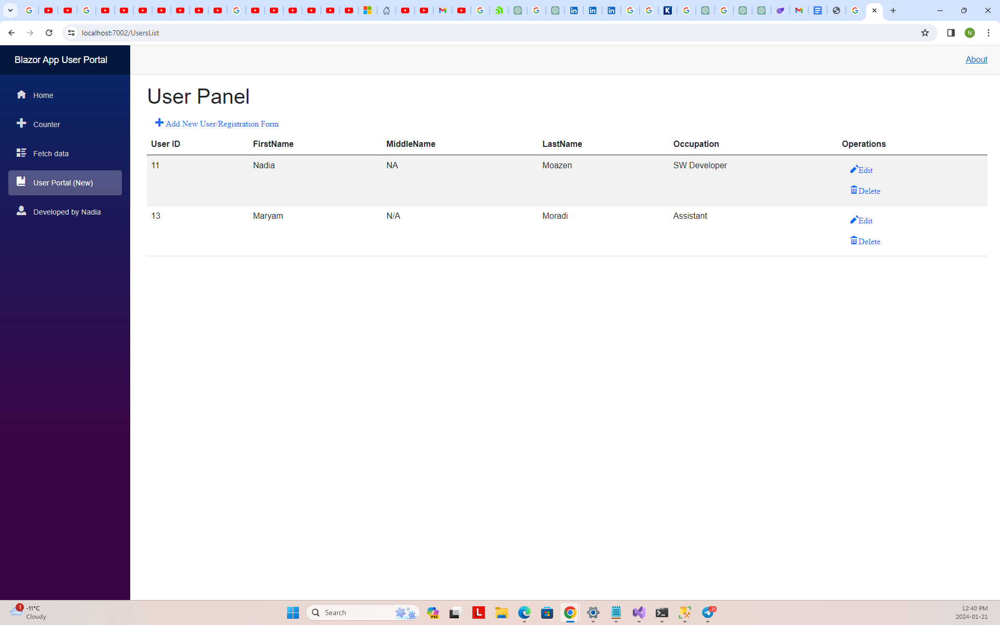 localhost:7002/UsersList
N
Blazor App User Portal
About
Home
Counter
Fetch data
User Portal (New)
Developed by Nadia
User Panel
Add New User/Registration Form
User ID FirstName MiddleName LastName Occupation Operations
11 Nadia NA Moazen SW Developer Edit
Delete
13 Maryam N/A Moradi Assistant Edit
Delete
1 -11°C
Cloudy
Search
PRE
L
25
12:40 PM
2024-01-21